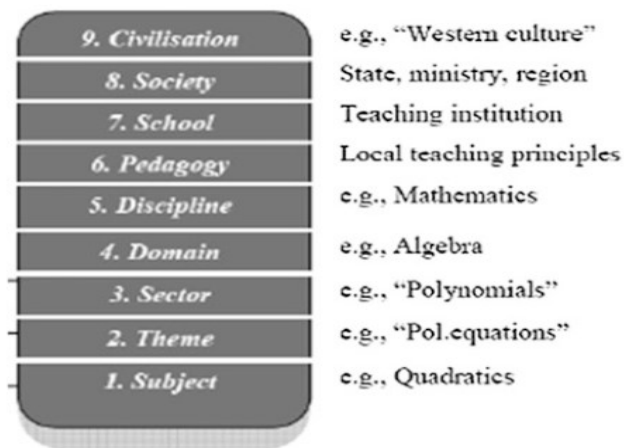 9. Civilisation e.g., “Western culture”
8. Society State, ministry, region
7. School Teaching institution
6. Pedagogy Local teaching principles
5. Discipline e.g., Mathematics
4. Domain e.g., Algebra
3. Sector e.g., “Polynomials”
2. Theme e.g., “Pol.equations”
1. Subject e.g., Quadratics